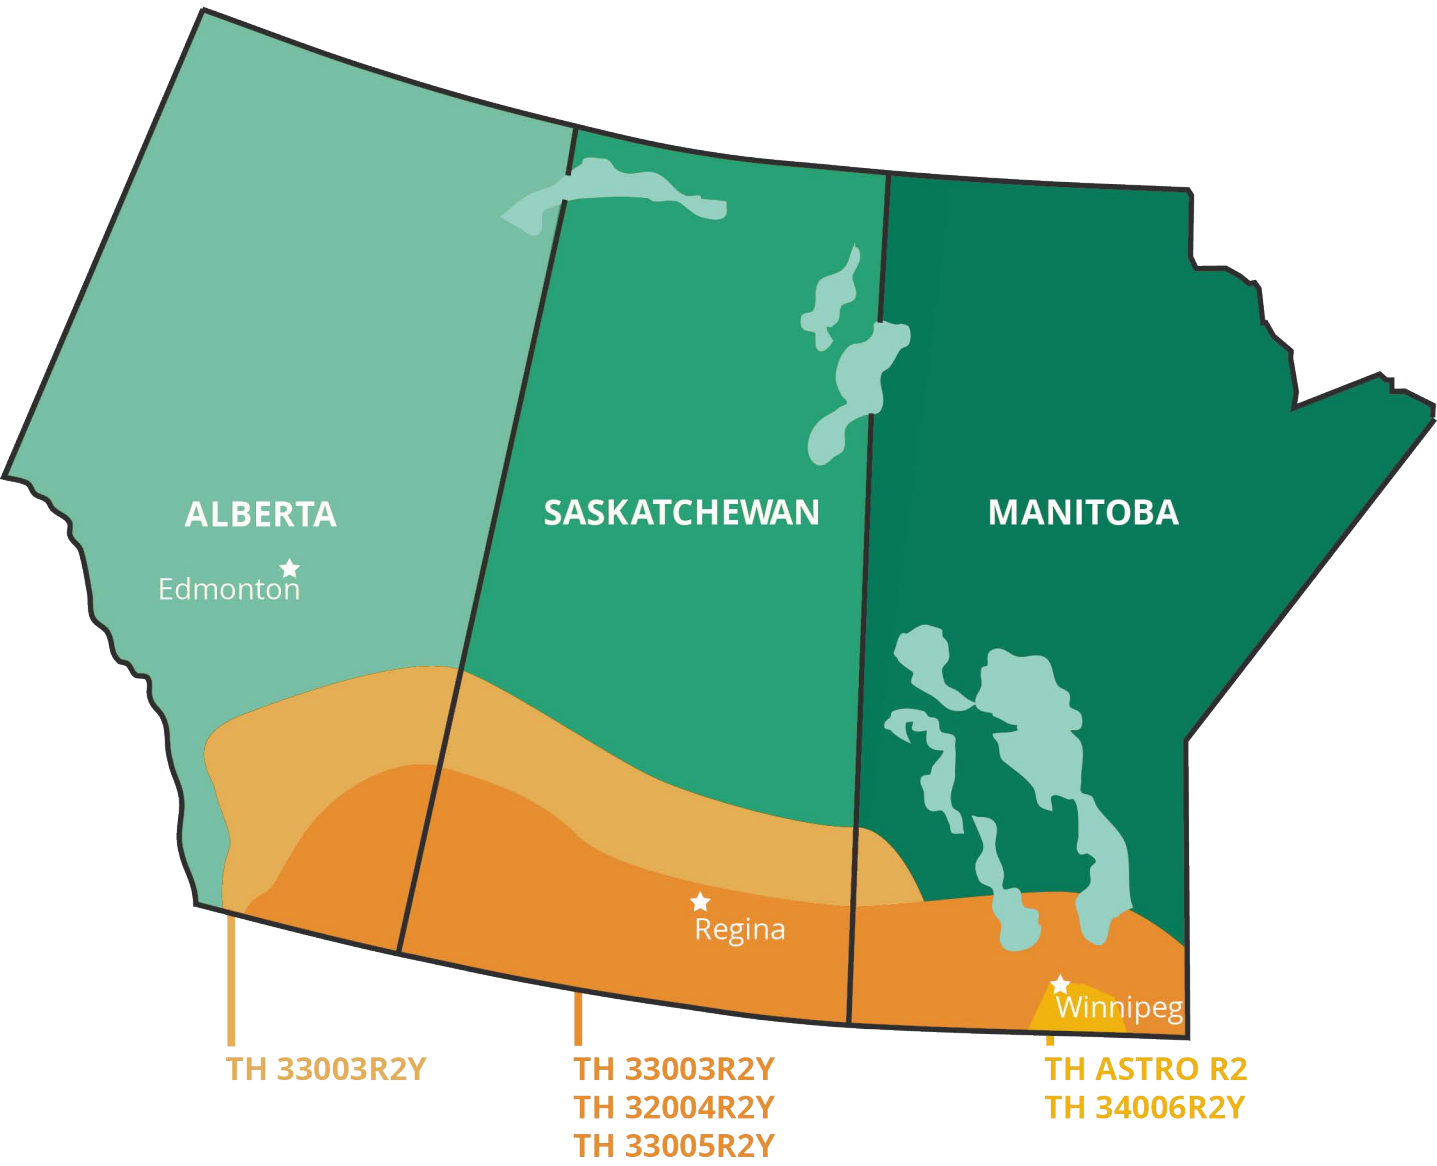 ALBERTA
SASKATCHEWAN
MANITOBA
Edmonton
Regina
Winnipeg
TH 33003R2Y
TH 33003R2Y
TH 32004R2Y
TH 33005R2Y
TH ASTRO R2
TH 34006R2Y